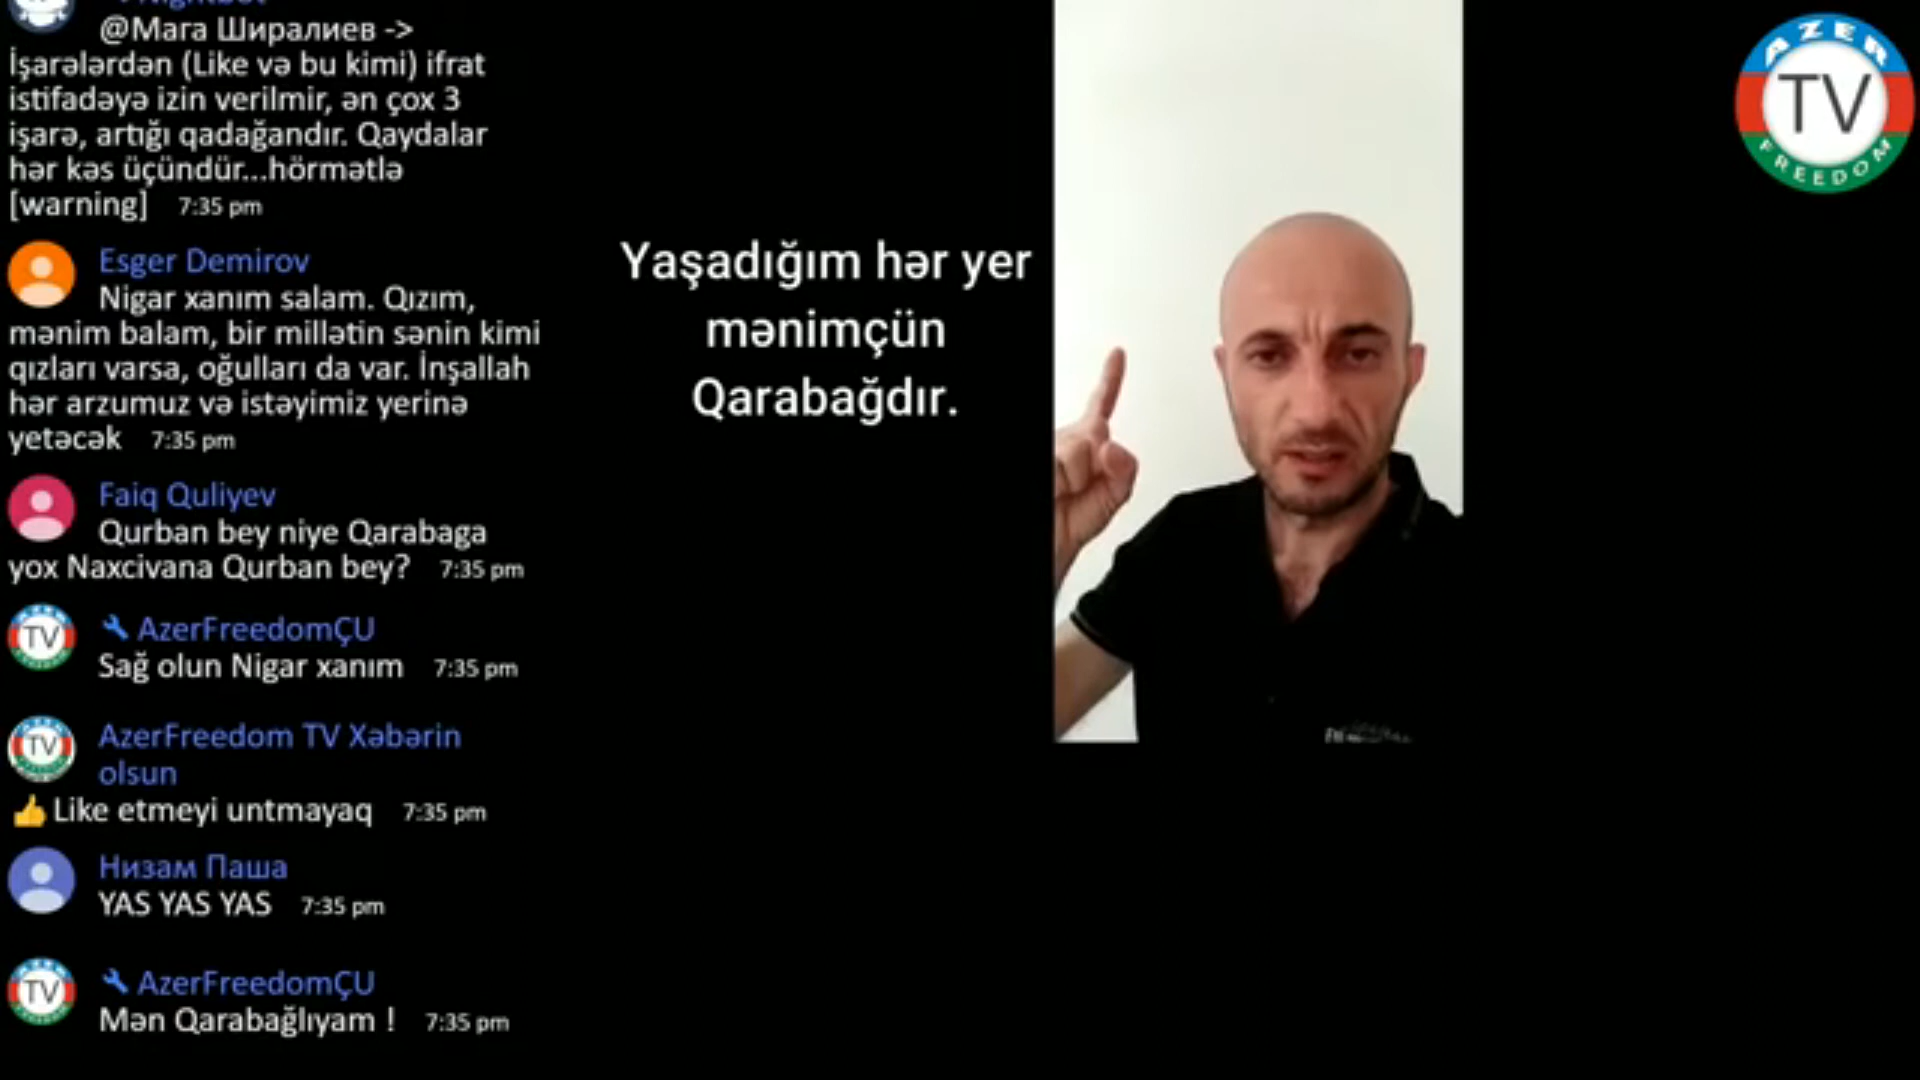 @Мага Ширалиев ->
İşarələrdən (Like və bu kimi) ifrat
istifadəyə izin verilmir, ən çox 3
işarə, artığı qadağandır. Qaydalar
hər kəs üçündür...hörmətlə
[warning] 7:35 pm
Esger Demirov
Nigar xanım salam. Qızım,
mənim balam, bir millətin sənin kimi
qızları varsa, oğulları da var. İnşallah
hər arzumuz və istəyimiz yerinə
yetəcək 7:35 pm
Faiq Quliyev
Qurban bey niye Qarabaga
yox Naxcivana Qurban bey? 7:35 pm
AzerFreedomÇU
Sağ olun Nigar xanım 7:35 pm
AzerFreedom TV Xəbərin
olsun
👍Like etmeyi untmayaq 7:35 pm
Низам Паша
YAS YAS YAS 7:35 pm
AzerFreedomÇU
Mən Qarabağlıyam ! 7:35 pm
Yaşadığım hər yer
mənimçün
Qarabağdır.
AZER
TV
FREEDOM